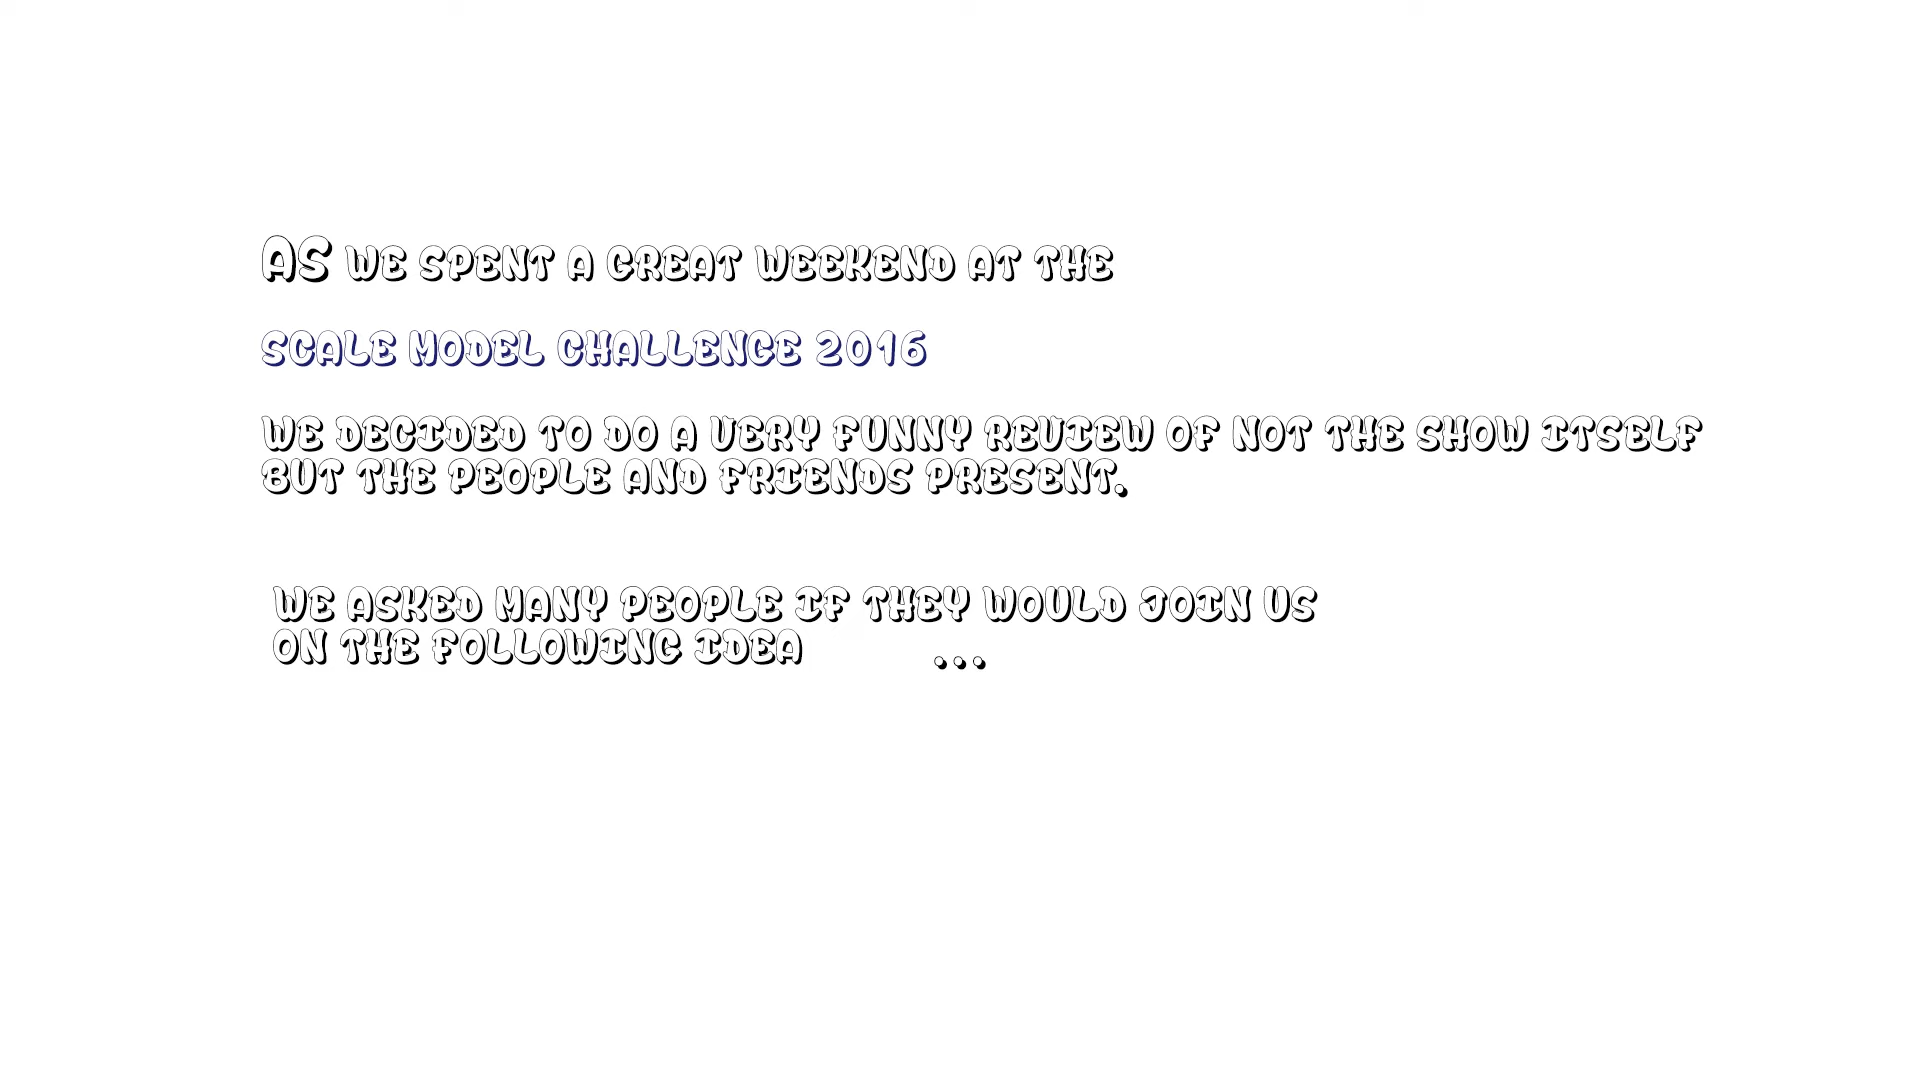 AS WE SPENT A GREAT WEEKEND AT THE
SCALE MODEL CHALLENGE 2016
WE DECIDED TO DO A VERY FUNNY REVIEW OF NOT THE SHOW ITSELF
BUT THE PEOPLE AND FRIENDS PRESENT.
WE ASKED MANY PEOPLE IF THEY WOULD JOIN US
ON THE FOLLOWING IDEA ...